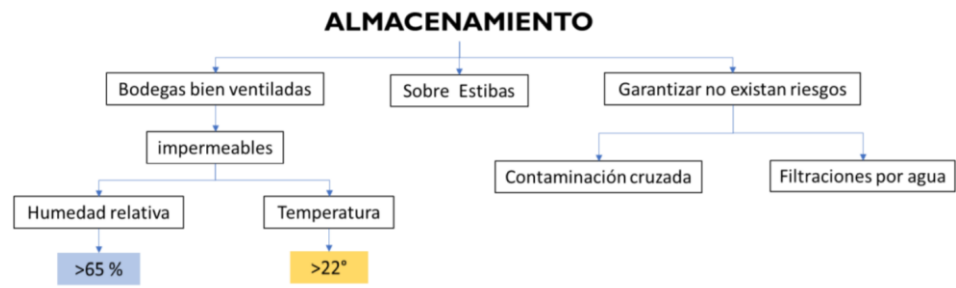 ALMACENAMIENTO
Bodegas bien ventiladas
Sobre Estibas
Garantizar no existan riesgos
impermeables
Contaminación cruzada
Filtraciones por agua
Humedad relativa
Temperatura
>65 %
>22°